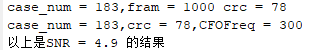 case_num = 183,fram = 1000 crc = 78
case_num = 183,crc = 78,CFOFreq = 300
以上是SNR = 4.9 的结果